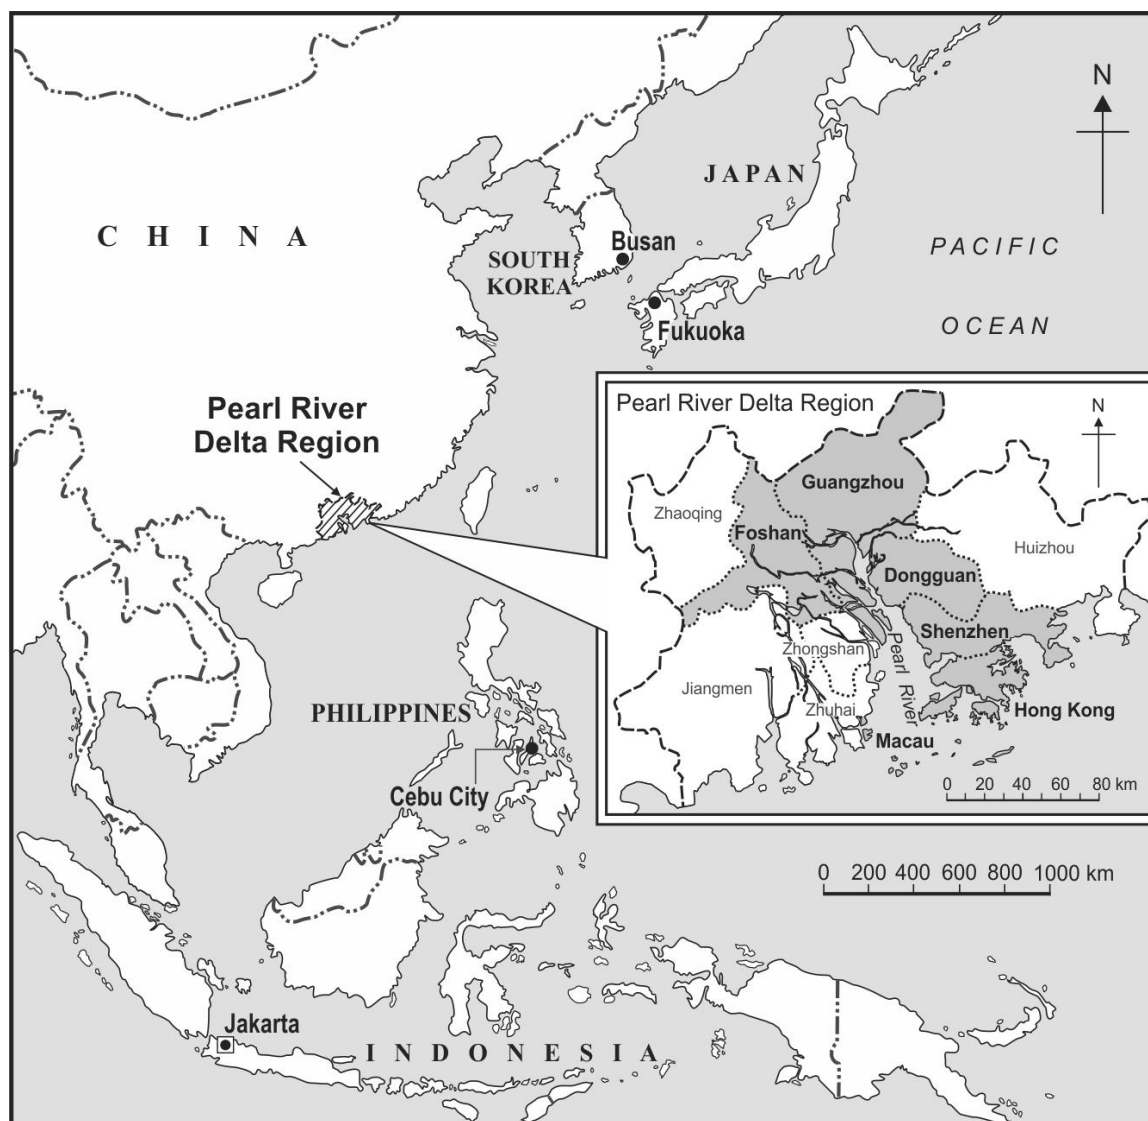 N
JAPAN
CHINA
Busan
SOUTH
KOREA
PACIFIC
OCEAN
Fukuoka
Pearl River
Delta Region
Pearl River Delta Region
N
Guangzhou
Zhaoqing
Foshan
Huizhou
Dongguan
Shenzhen
Zhongshan
Pearl River
Jiangmen
Zhuhai
Hong Kong
Macau
0 20 40 60 80 km
PHILIPPINES
Cebu City
0 200 400 600 800 1000 km
Jakarta
INDONESIA